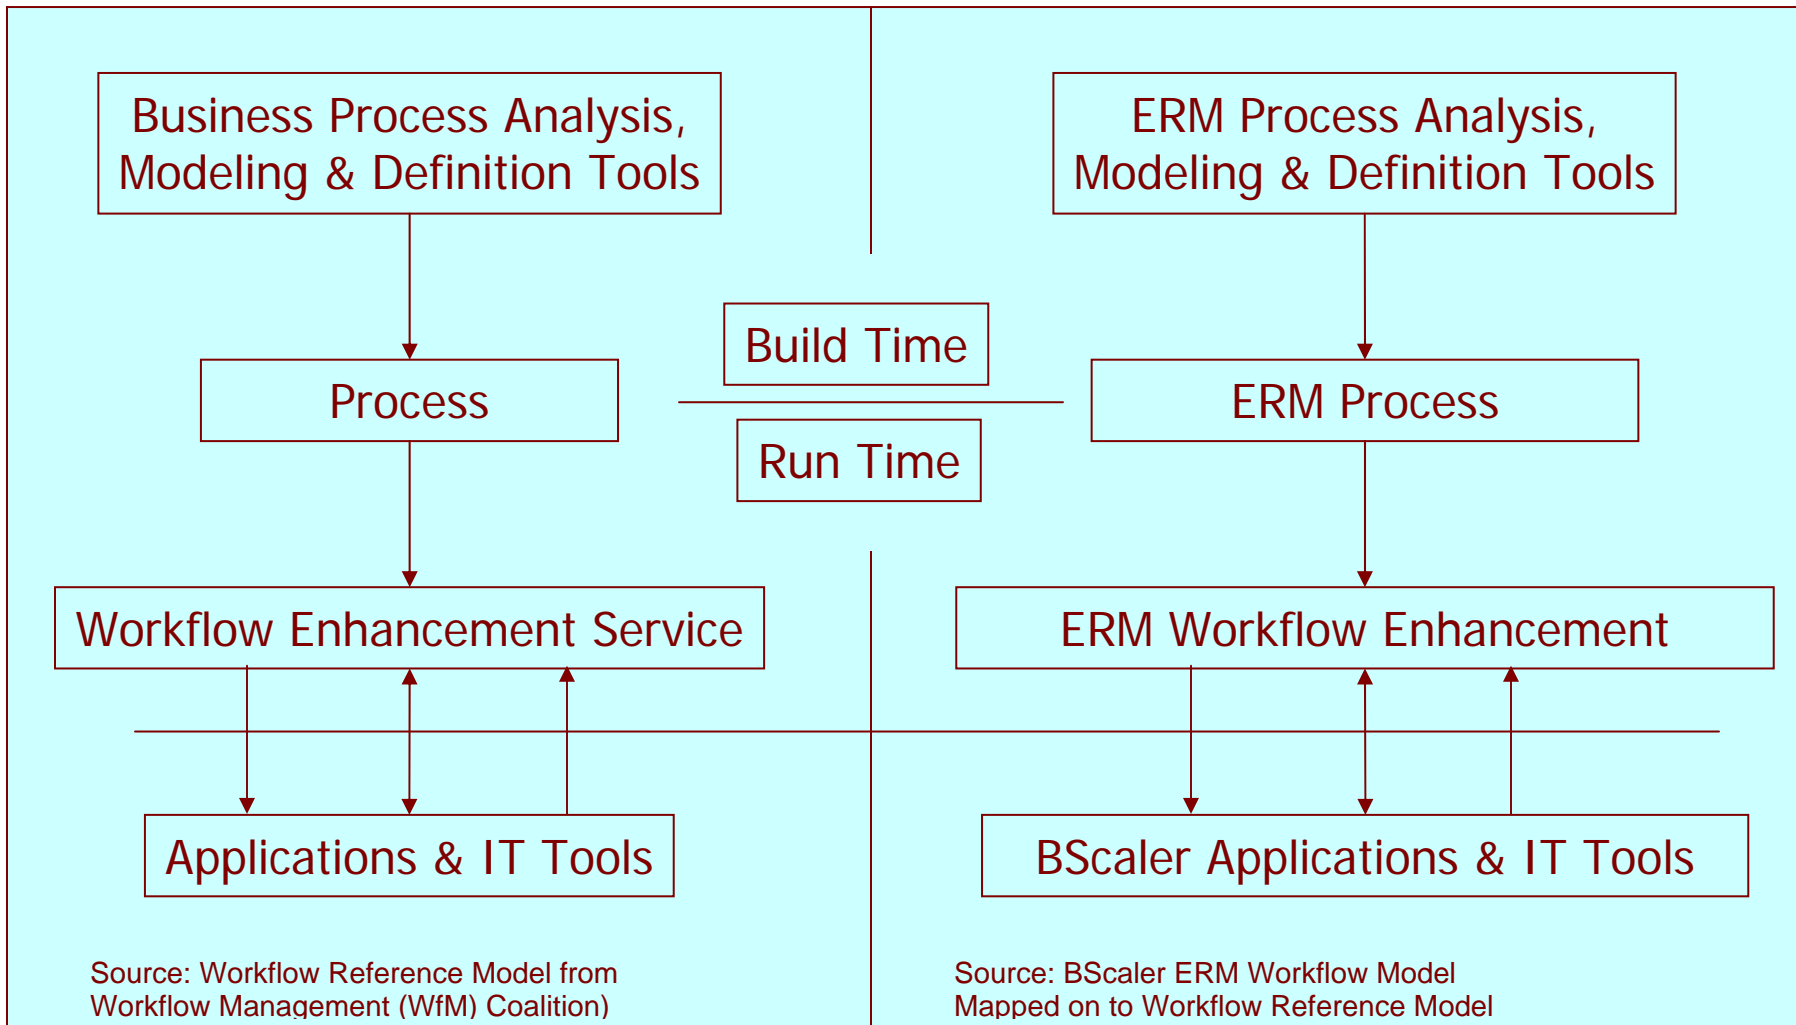 Business Process Analysis,
Modeling & Definition Tools
Process
Workflow Enhancement Service
Applications & IT Tools
Source: Workflow Reference Model from
Workflow Management (WfM) Coalition)
Build Time
Run Time
ERM Process Analysis,
Modeling & Definition Tools
ERM Process
ERM Workflow Enhancement
BScaler Applications & IT Tools
Source: BScaler ERM Workflow Model
Mapped on to Workflow Reference Model